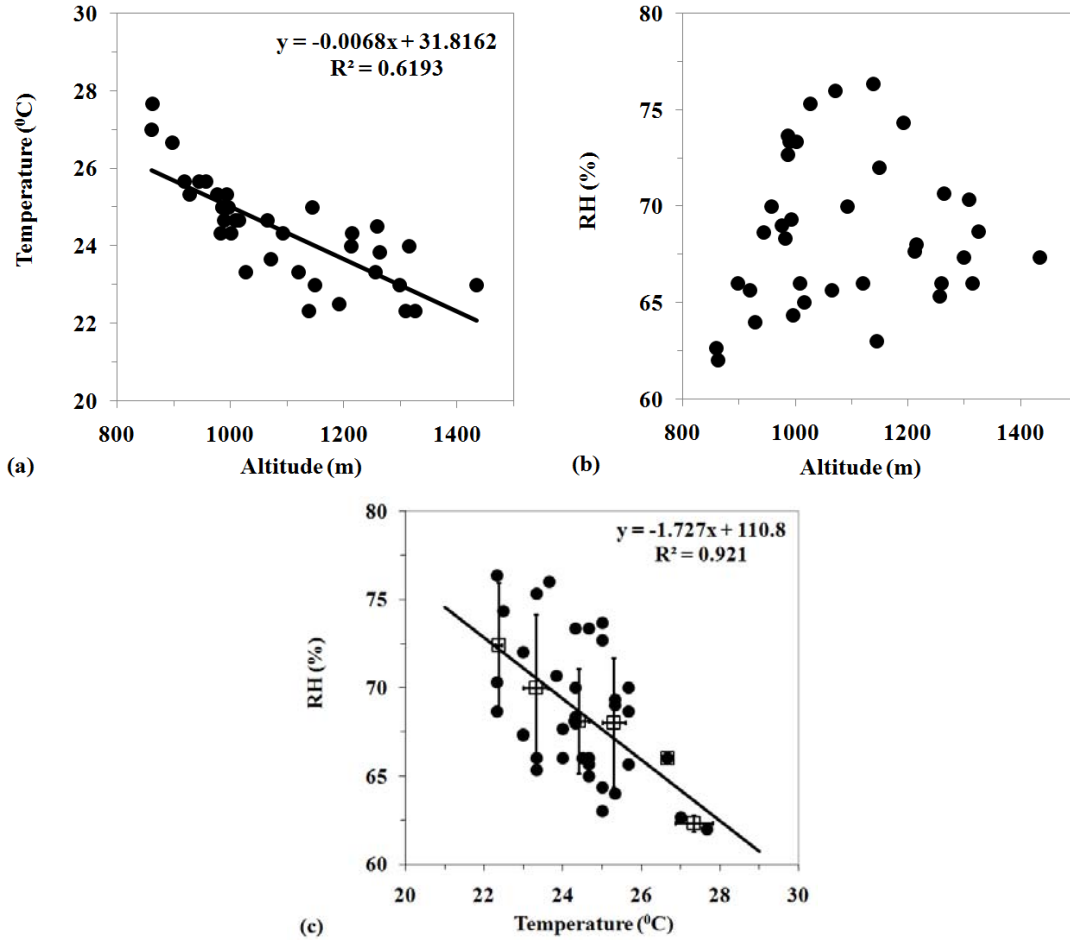 30
28
26
24
22
20
Temperature (⁰C)
y = -0.0068x + 31.8162
R² = 0.6193
800 1000 1200 1400
(a) Altitude (m)
80
75
70
65
60
RH (%)
800 1000 1200 1400
(b) Altitude (m)
80
75
70
65
60
RH (%)
y = -1.727x + 110.8
R² = 0.921
20 22 24 26 28 30
(c) Temperature (⁰C)